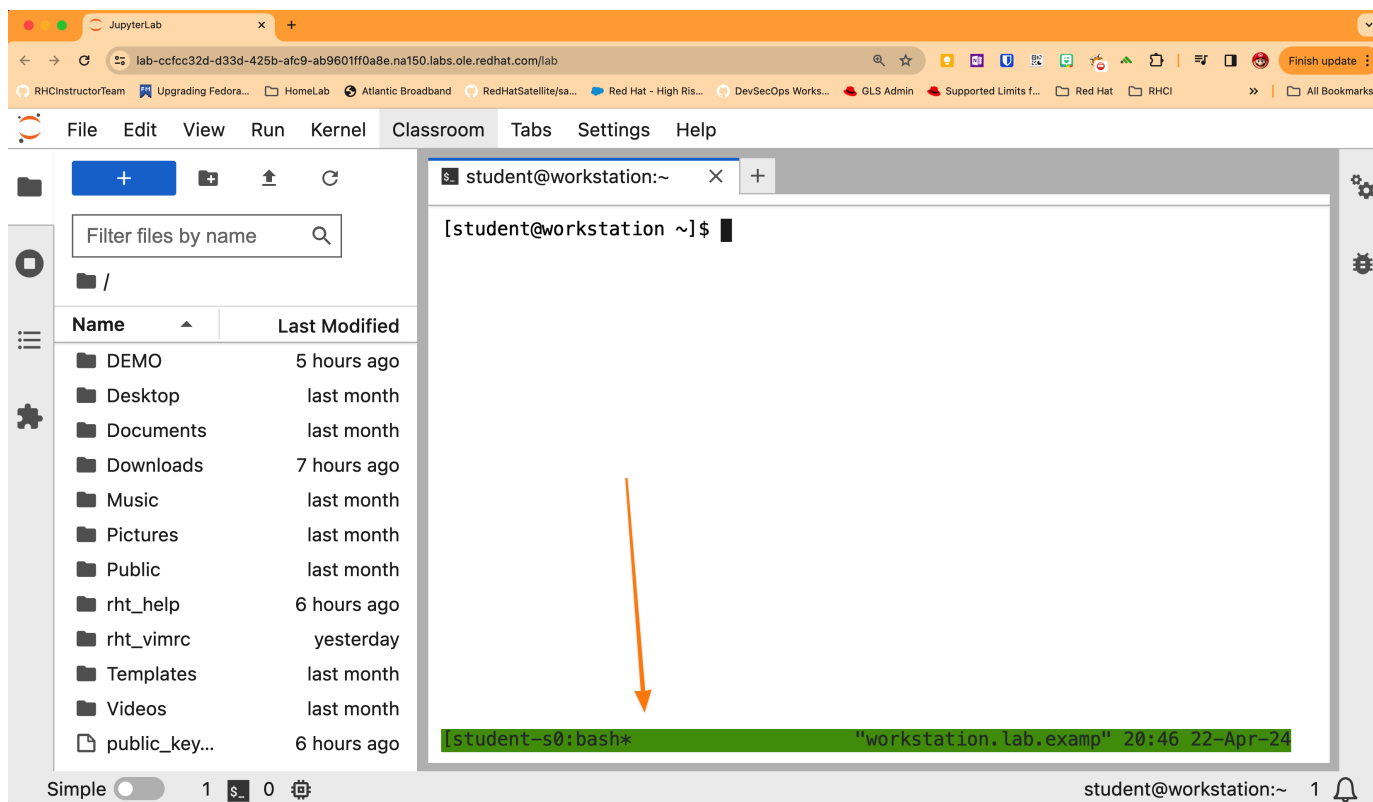 JupyterLab
lab-ccfcc32d-d33d-425b-afc9-ab9601ff0a8e.na150.labs.ole.redhat.com/lab
Finish update
RHCInstructorTeam Upgrading Fedora... HomeLab Atlantic Broadband RedHatSatellite/sa... Red Hat - High Ris... DevSecOps Works... GLS Admin Supported Limits f... Red Hat RHCI » All Bookmarks
File Edit View Run Kernel Classroom Tabs Settings Help
+
student@workstation:~
Filter files by name
[student@workstation ~]$
/
Name Last Modified
DEMO 5 hours ago
Desktop last month
Documents last month
Downloads 7 hours ago
Music last month
Pictures last month
Public last month
rht_help 6 hours ago
rht_vimrc yesterday
Templates last month
Videos last month
public_key... 6 hours ago
[student-s0:bash* "workstation.lab.examp" 20:46 22-Apr-24
Simple 1 $_ 0 student@workstation:~ 1